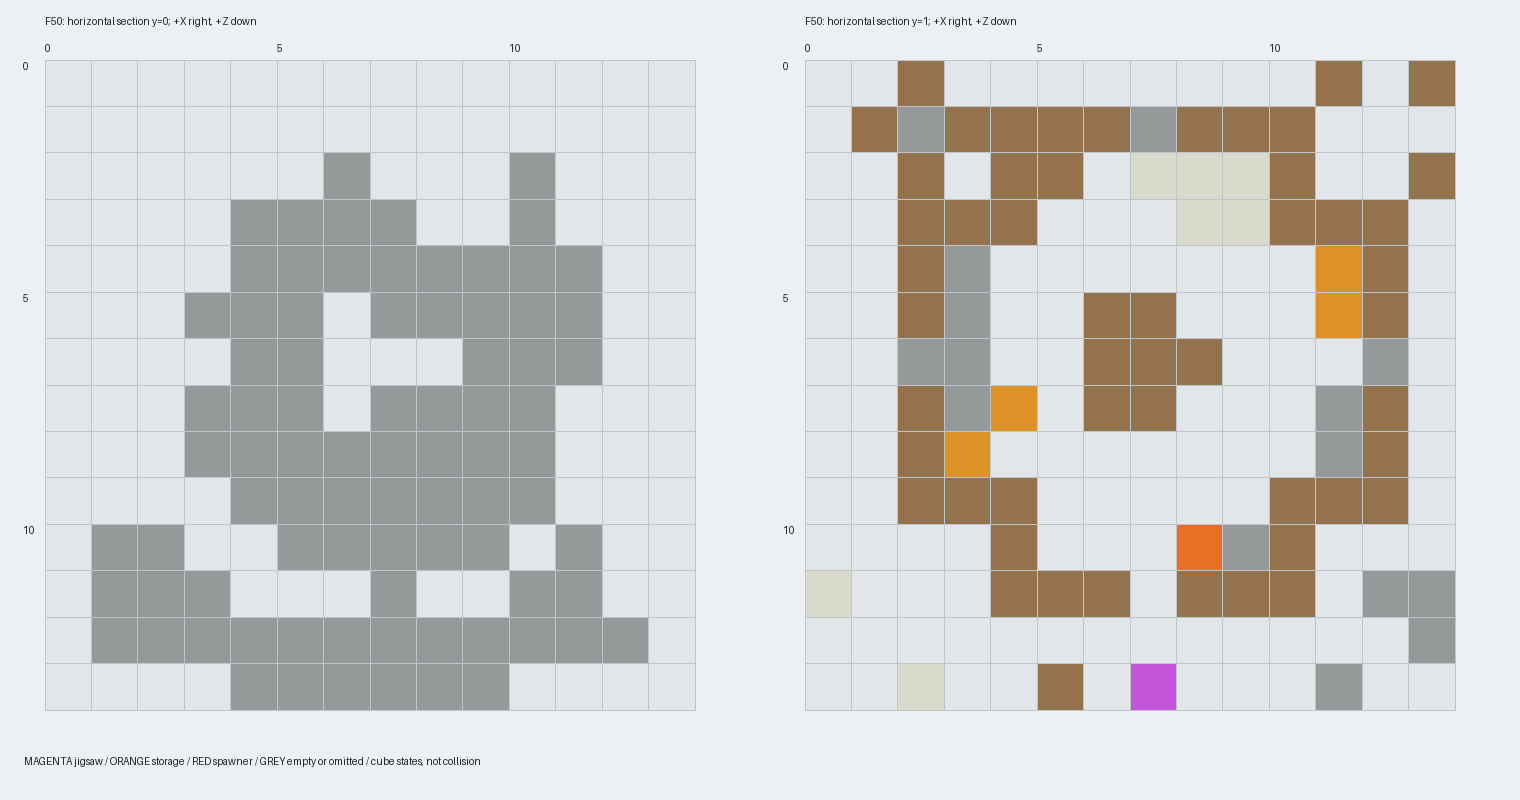 F50: horizontal section y=0; +X right, +Z down
F50: horizontal section y=1; +X right, +Z down
0 5 10
0 5 10
0
0
5
5
10
10
MAGENTA jigsaw / ORANGE storage / RED spawner / GREY empty or omitted / cube states, not collision